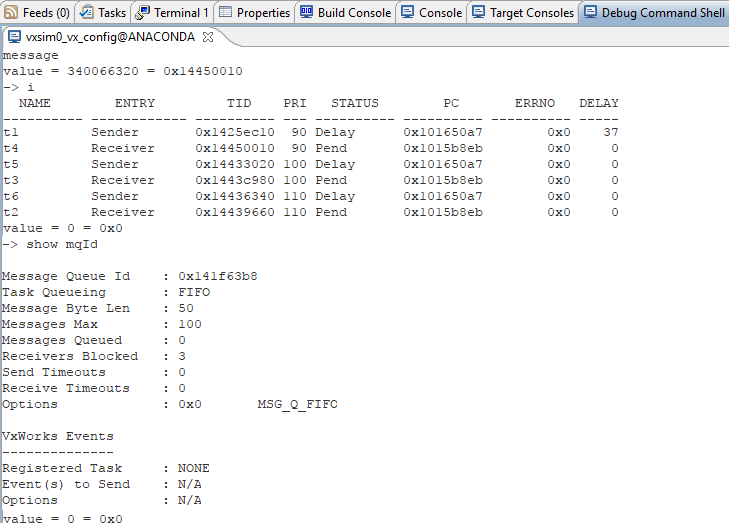 Feeds (0) Tasks Terminal 1 Properties Build Console Console Target Consoles Debug Command Shell
vxsim0_vx_config@ANACONDA
message
value = 340066320 = 0x14450010
-> i
  NAME        ENTRY         TID    PRI   STATUS      PC       ERRNO  DELAY
---------- ------------ ---------- --- ---------- ---------- ------- -----
t1         Sender       0x1425ec10  90 Delay      0x101650a7     0x0    37
t4         Receiver     0x14450010  90 Pend       0x1015b8eb     0x0     0
t5         Sender       0x14433020 100 Delay      0x101650a7     0x0     0
t3         Receiver     0x1443c980 100 Pend       0x1015b8eb     0x0     0
t6         Sender       0x14436340 110 Delay      0x101650a7     0x0     0
t2         Receiver     0x14439660 110 Pend       0x1015b8eb     0x0     0
value = 0 = 0x0
-> show mqId
Message Queue Id    : 0x141f63b8
Task Queueing       : FIFO
Message Byte Len    : 50
Messages Max        : 100
Messages Queued     : 0
Receivers Blocked   : 3
Send Timeouts       : 0
Receive Timeouts    : 0
Options             : 0x0       MSG_Q_FIFO
VxWorks Events
--------------
Registered Task     : NONE
Event(s) to Send    : N/A
Options             : N/A
value = 0 = 0x0